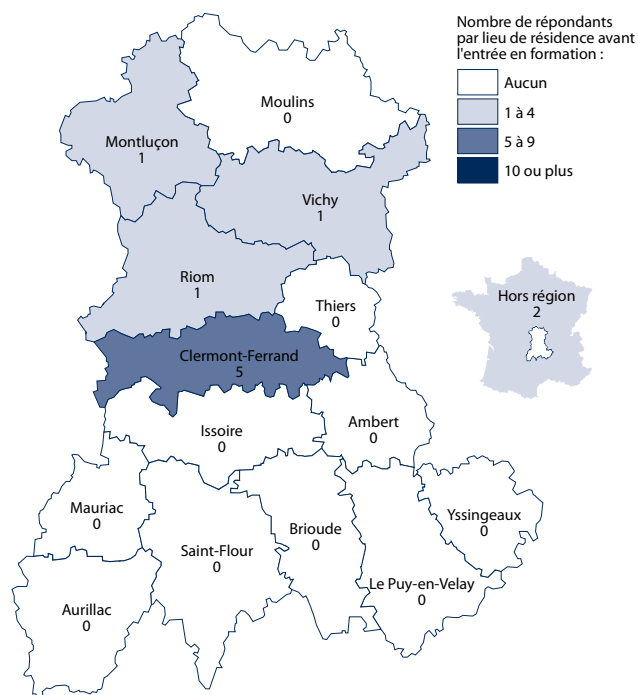 Nombre de répondants
par lieu de résidence avant
l'entrée en formation :
Aucun
1 à 4
5 à 9
10 ou plus
Moulins
0
Montluçon
1
Vichy
1
Riom
1
Thiers
0
Hors région
2
Clermont-Ferrand
5
Issoire
0
Ambert
0
Mauriac
0
Saint-Flour
0
Brioude
0
Yssingeaux
0
Le Puy-en-Velay
0
Aurillac
0